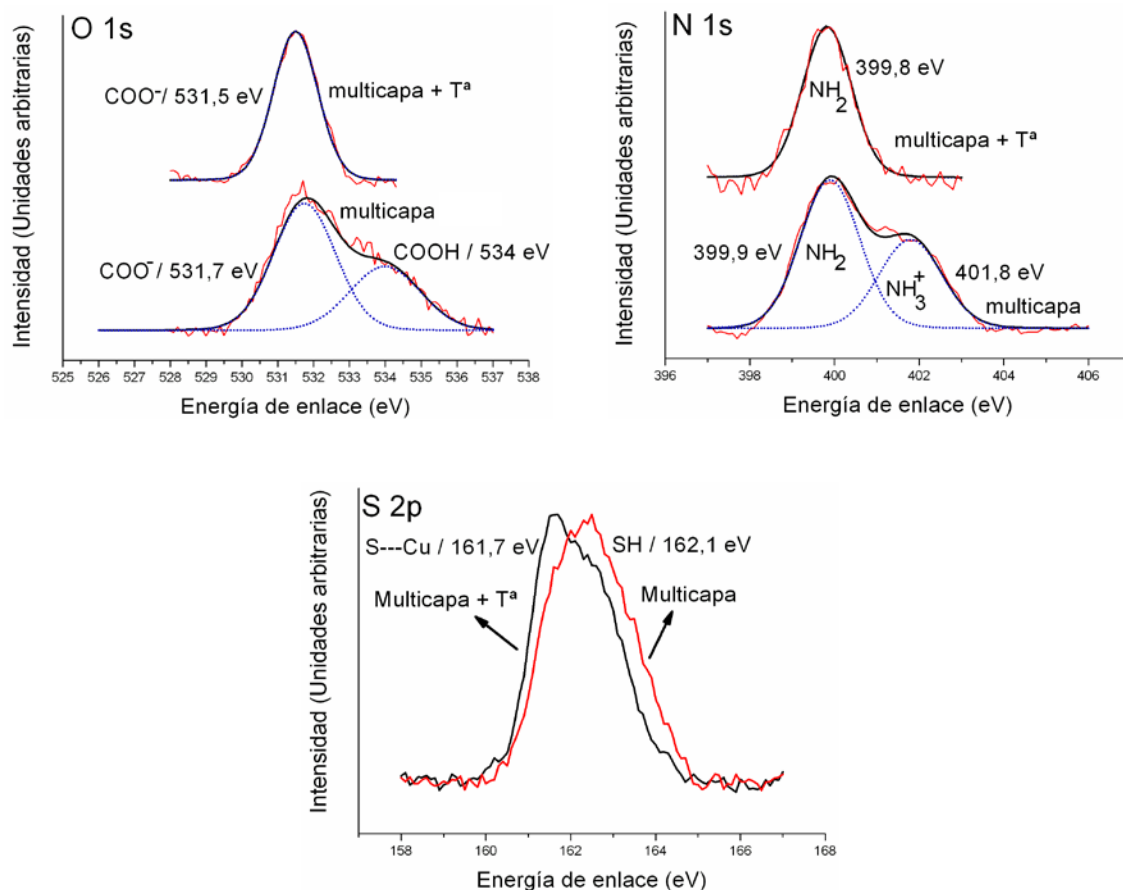 O 1s
Intensidad (Unidades arbitrarias)
COO⁻/ 531,5 eV
multicapa + Tª
multicapa
COO⁻/ 531,7 eV
COOH / 534 eV
525 526 527 528 529 530 531 532 533 534 535 536 537 538
Energía de enlace (eV)
N 1s
Intensidad (Unidades arbitrarias)
399,8 eV
NH₂
multicapa + Tª
399,9 eV
NH₂
NH₃⁺
401,8 eV
multicapa
396 398 400 402 404 406
Energía de enlace (eV)
S 2p
Intensidad (Unidades arbitrarias)
S---Cu / 161,7 eV
SH / 162,1 eV
Multicapa + Tª
Multicapa
158 160 162 164 166 168
Energía de enlace (eV)